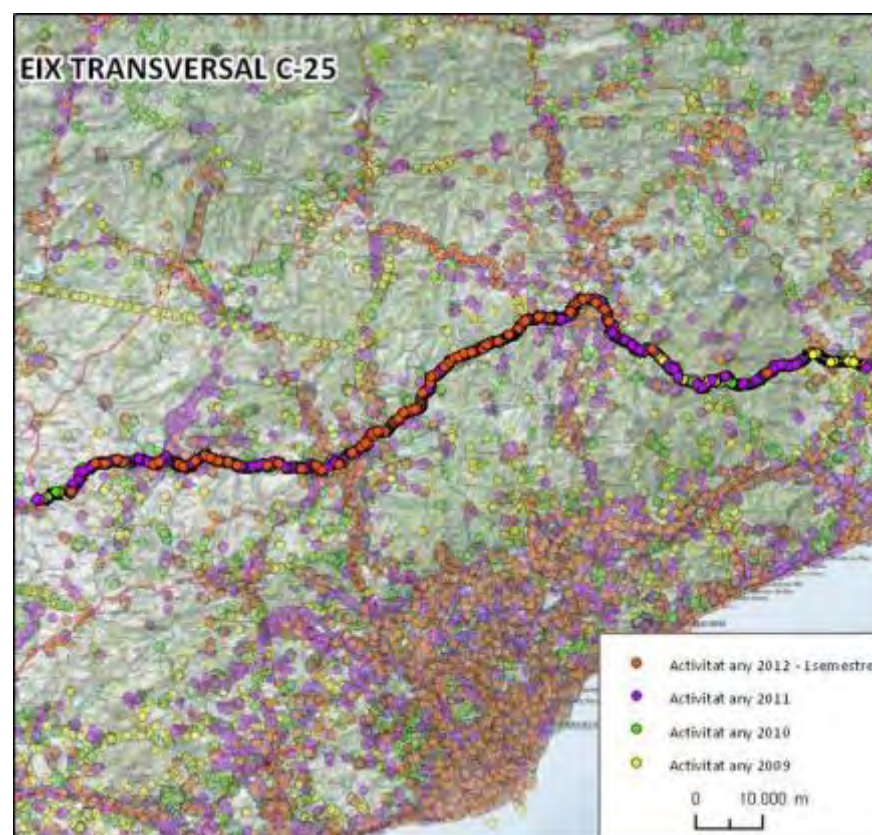 EIX TRANSVERSAL C-25
Activitat any 2012 - 1semestre
Activitat any 2011
Activitat any 2010
Activitat any 2009
0 10.000 m